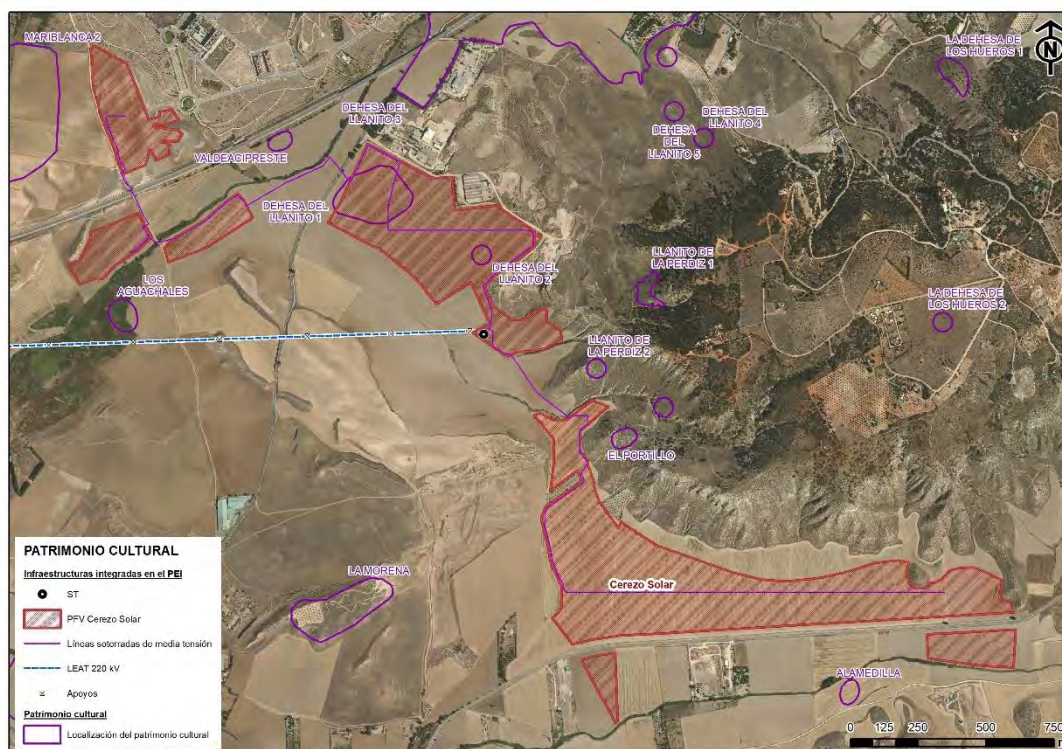 MARIBLANCA 2
LA DEHESA DE
LOS HUEROS 1
N
DEHESA DEL
LLANITO 3
VALDEACIPRESTE
DEHESA DEL
LLANITO 4
DEHESA
DEL
LLANITO 5
DEHESA DEL
LLANITO 1
DEHESA DEL
LLANITO 2
LLANITO DE
LA PERDIZ 1
LOS
AGUACHALES
LA DEHESA DE
LOS HUEROS 2
LLANITO DE
LA PERDIZ 2
EL PORTILLO
LA MORENA
Cerezo Solar
ALAMEDILLA
PATRIMONIO CULTURAL
Infraestructuras integradas en el PEI
ST
PFV Cerezo Solar
Líneas soterradas de media tensión
LEAT 220 kV
Apoyos
Patrimonio cultural
Localización del patrimonio cultural
0 125 250 500 750